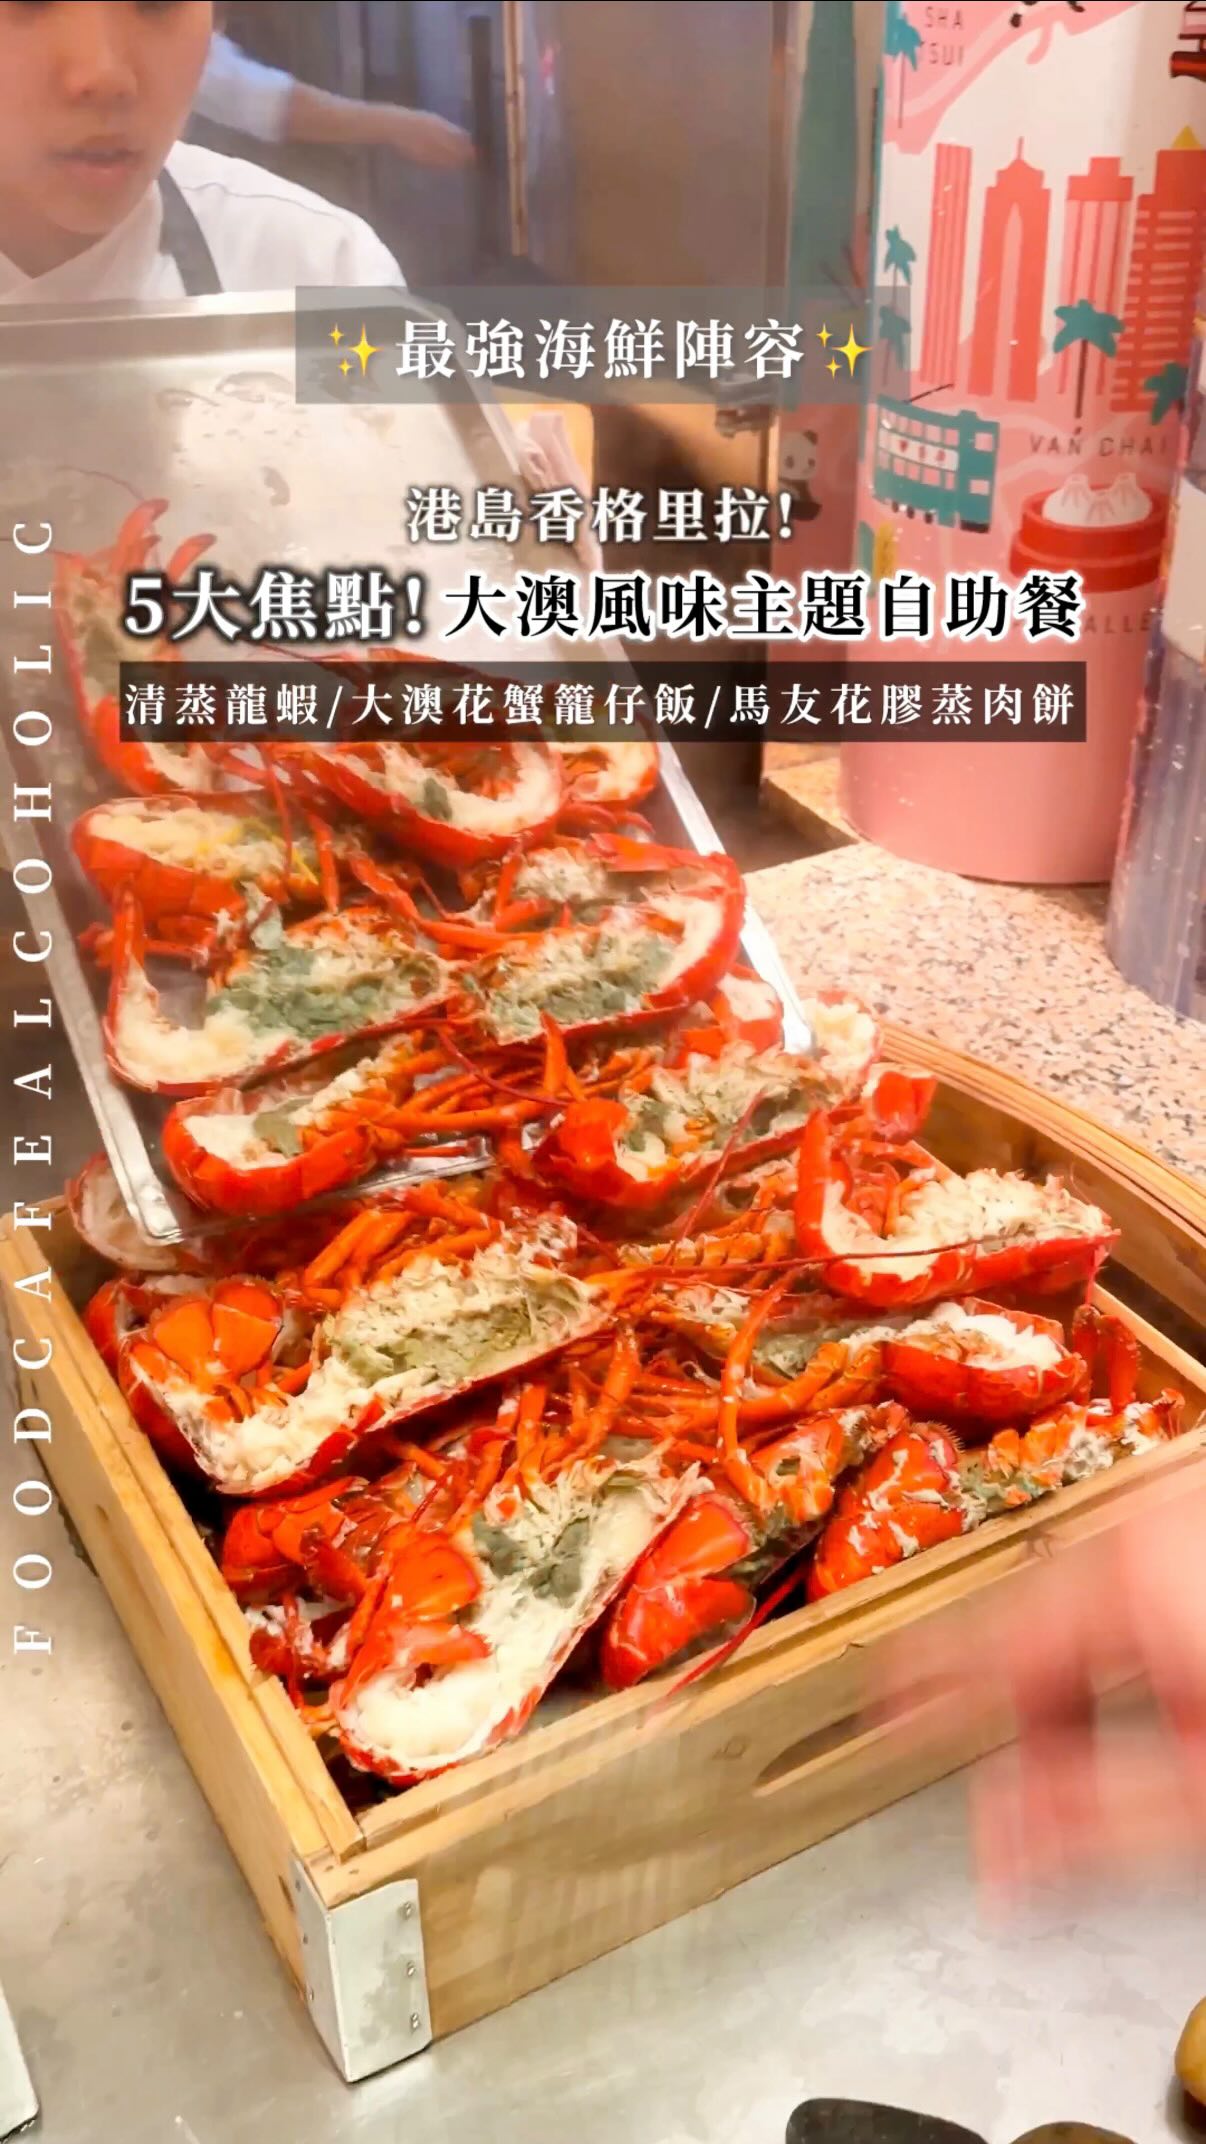 SHA
TSUI
✨最強海鮮陣容✨
VAN CHAI
港島香格里拉!
5大焦點!大澳風味主題自助餐
清蒸龍蝦/大澳花蟹籠仔飯/馬友花膠蒸肉餅
FOODCAFEALCOHOLIC